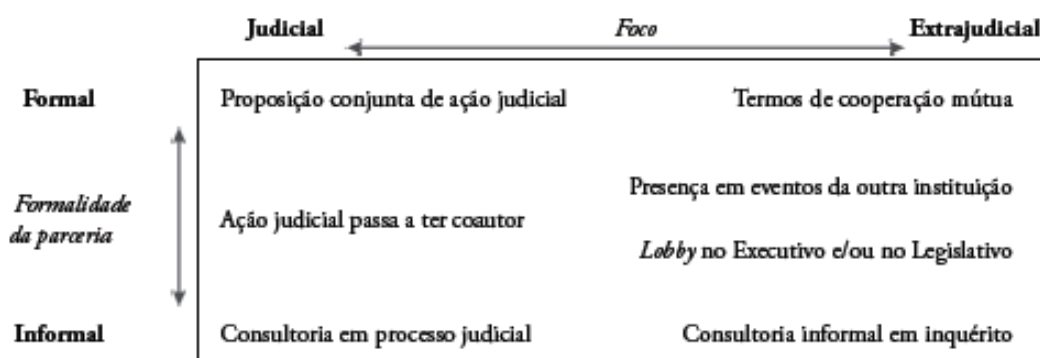 Judicial Foco Extrajudicial
Formal Proposição conjunta de ação judicial Termos de cooperação mútua
Presença em eventos da outra instituição
Formalidade
da parceria
Ação judicial passa a ter coautor
Lobby no Executivo e/ou no Legislativo
Informal Consultoria em processo judicial Consultoria informal em inquérito